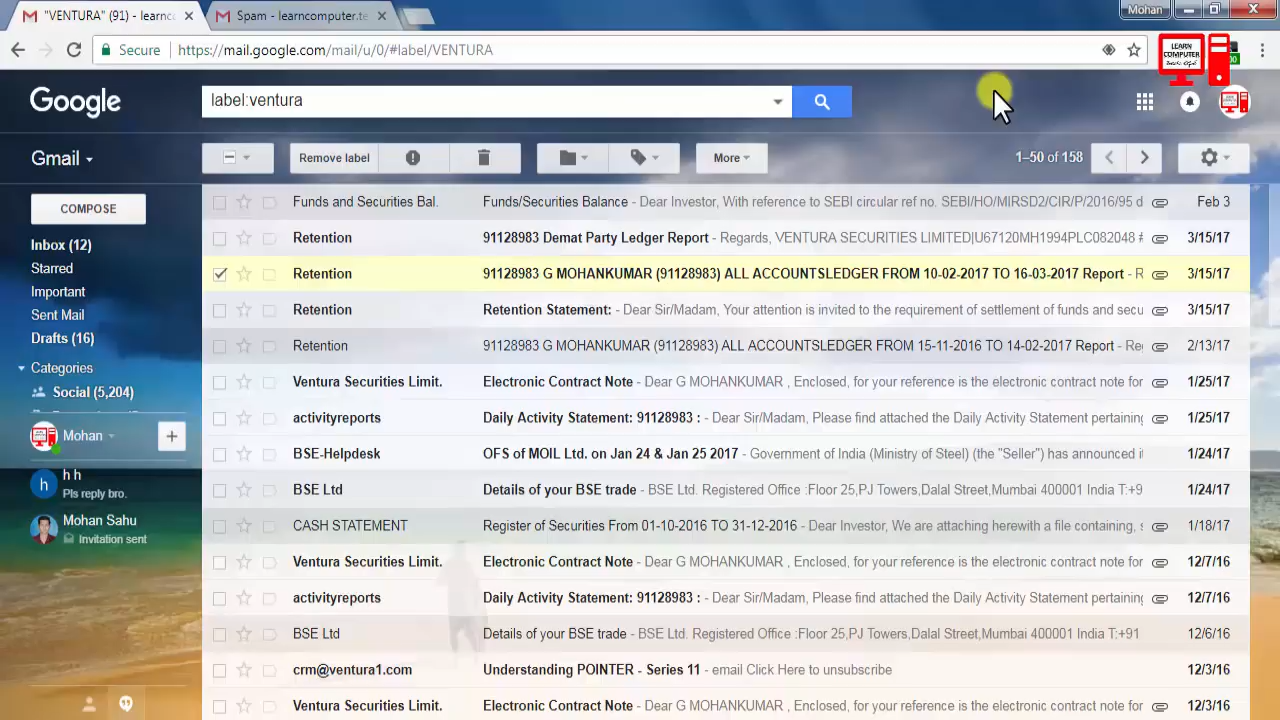 "VENTURA" (91) - learnc
Spam - learncomputer.te
Mohan
Secure
https://mail.google.com/mail/u/0/#label/VENTURA
LEARN
COMPUTER
Google
label:ventura
Gmail
Remove label
More
1–50 of 158
COMPOSE
Inbox (12)
Starred
Important
Sent Mail
Drafts (16)
Categories
Social (5,204)
Mohan
h
h h
Pls reply bro.
Mohan Sahu
Invitation sent
Funds and Securities Bal. Funds/Securities Balance - Dear Investor, With reference to SEBI circular ref no. SEBI/HO/MIRSD2/CIR/P/2016/95 d Feb 3
Retention 91128983 Demat Party Ledger Report - Regards, VENTURA SECURITIES LIMITED|U67120MH1994PLC082048 # 3/15/17
Retention 91128983 G MOHANKUMAR (91128983) ALL ACCOUNTSLEDGER FROM 10-02-2017 TO 16-03-2017 Report - R 3/15/17
Retention Retention Statement: - Dear Sir/Madam, Your attention is invited to the requirement of settlement of funds and secu 3/15/17
Retention 91128983 G MOHANKUMAR (91128983) ALL ACCOUNTSLEDGER FROM 15-11-2016 TO 14-02-2017 Report - Re 2/13/17
Ventura Securities Limit. Electronic Contract Note - Dear G MOHANKUMAR , Enclosed, for your reference is the electronic contract note for 1/25/17
activityreports Daily Activity Statement: 91128983 : - Dear Sir/Madam, Please find attached the Daily Activity Statement pertaining 1/25/17
BSE-Helpdesk OFS of MOIL Ltd. on Jan 24 & Jan 25 2017 - Government of India (Ministry of Steel) (the "Seller") has announced it 1/24/17
BSE Ltd Details of your BSE trade - BSE Ltd. Registered Office :Floor 25,PJ Towers,Dalal Street,Mumbai 400001 India T:+9 1/24/17
CASH STATEMENT Register of Securities From 01-10-2016 TO 31-12-2016 - Dear Investor, We are attaching herewith a file containing, s 1/18/17
Ventura Securities Limit. Electronic Contract Note - Dear G MOHANKUMAR , Enclosed, for your reference is the electronic contract note for 12/7/16
activityreports Daily Activity Statement: 91128983 : - Dear Sir/Madam, Please find attached the Daily Activity Statement pertaining 12/7/16
BSE Ltd Details of your BSE trade - BSE Ltd. Registered Office :Floor 25,PJ Towers,Dalal Street,Mumbai 400001 India T:+91 12/6/16
crm@ventura1.com Understanding POINTER - Series 11 - email Click Here to unsubscribe 12/3/16
Ventura Securities Limit. Electronic Contract Note - Dear G MOHANKUMAR , Enclosed, for your reference is the electronic contract note for 12/3/16